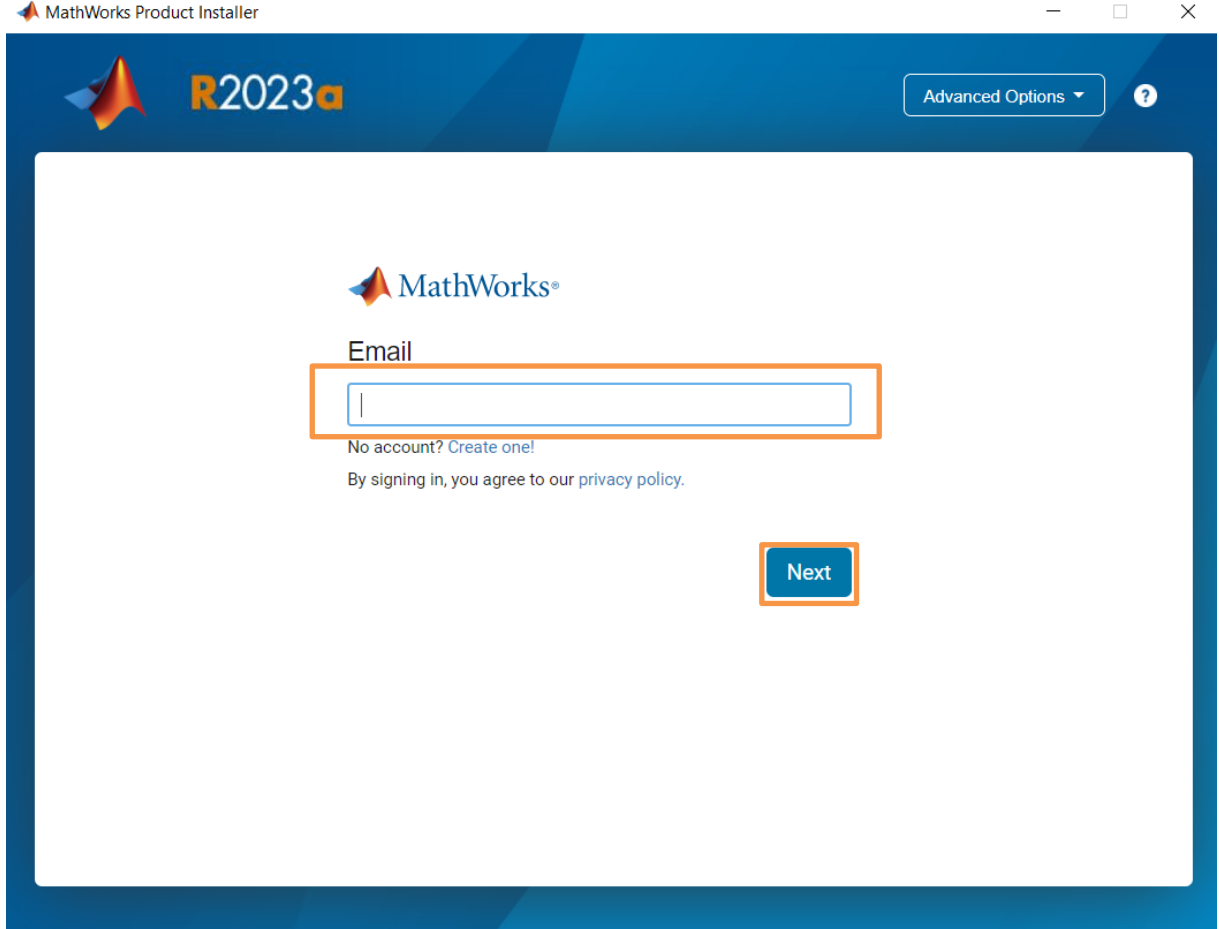 MathWorks Product Installer
R2023a
Advanced Options
?
MathWorks®
Email
No account? Create one!
By signing in, you agree to our privacy policy.
Next